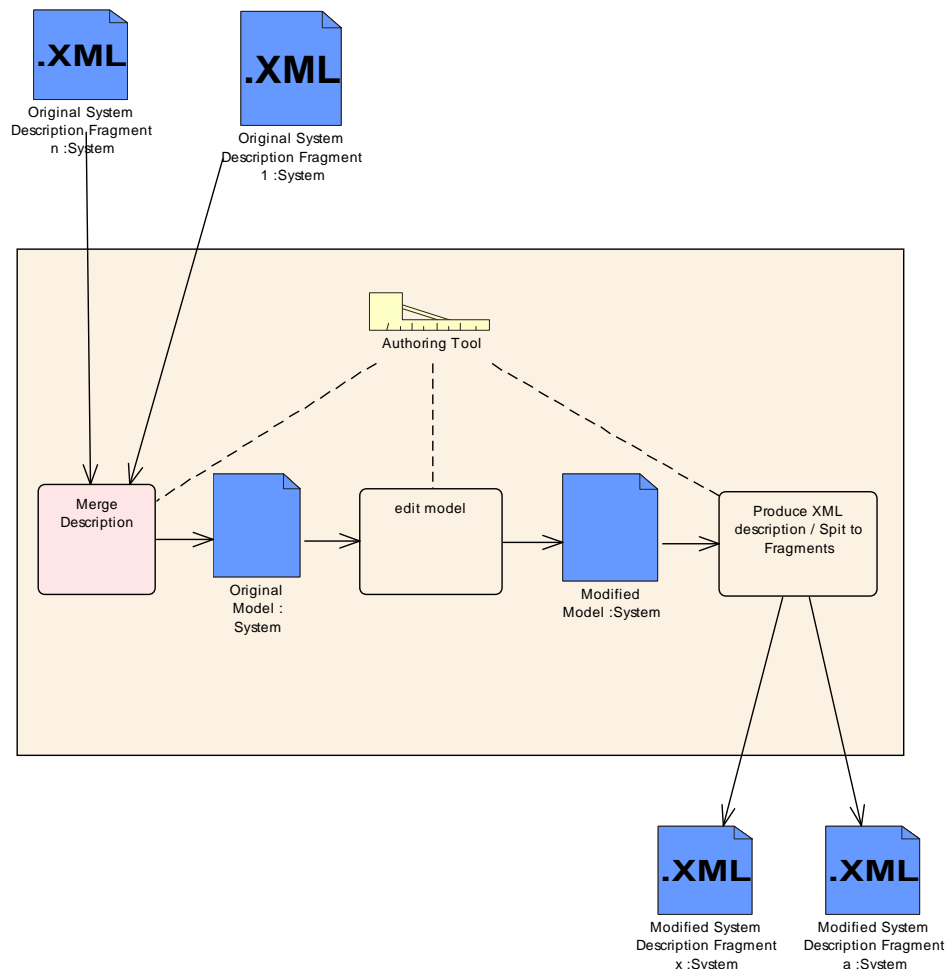 .XML
Original System
Description Fragment
n :System
.XML
Original System
Description Fragment
1 :System
Authoring Tool
Merge
Description
Original
Model :
System
edit model
Modified
Model :System
Produce XML
description / Spit to
Fragments
.XML
Modified System
Description Fragment
x :System
.XML
Modified System
Description Fragment
a :System